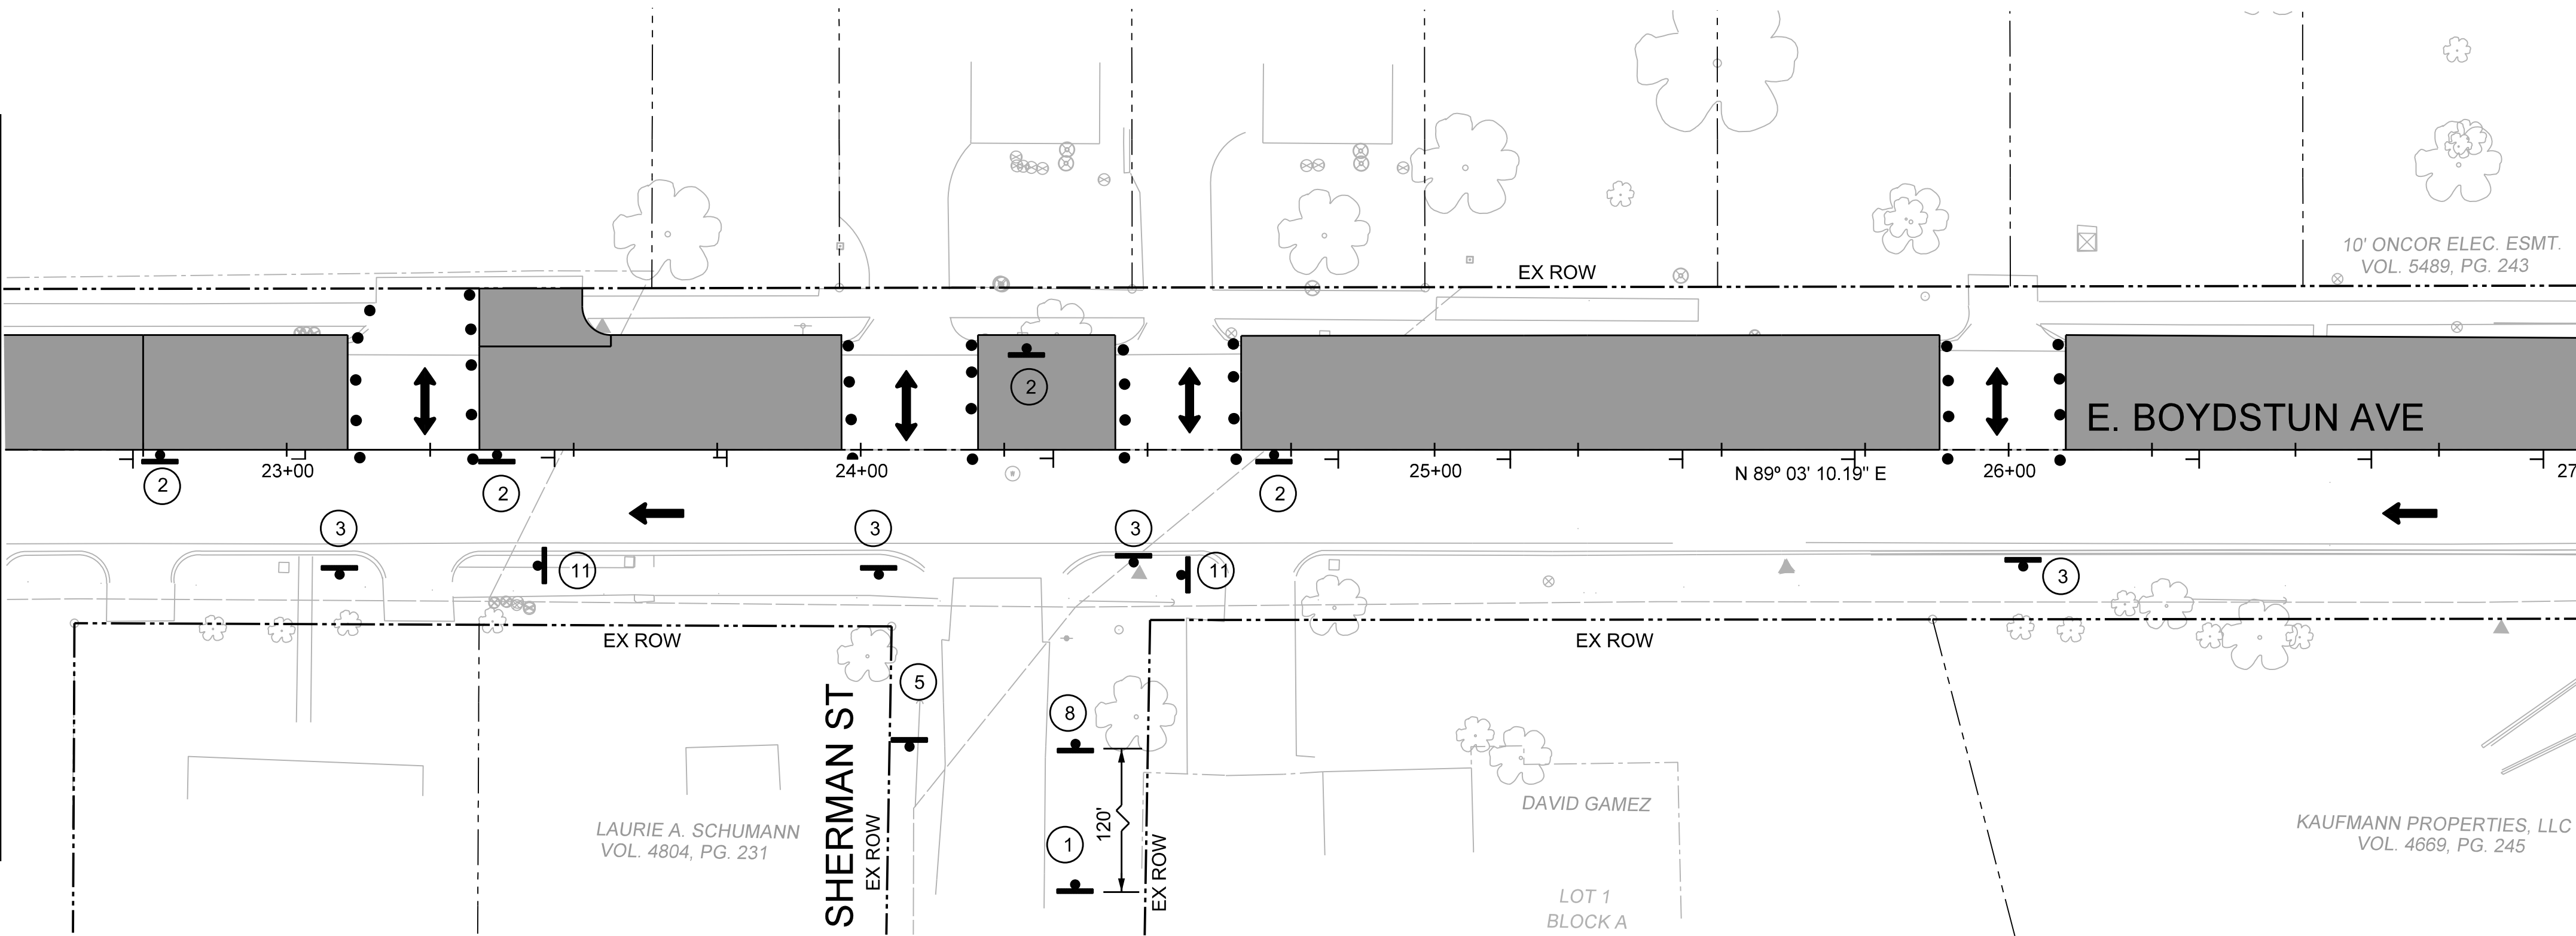 10' ONCOR ELEC. ESMT.
VOL. 5489, PG. 243
EX ROW
2
E. BOYDSTUN AVE
23+00
24+00
25+00
N 89° 03' 10.19" E
26+00
27
2
2
2
3
3
3
11
11
3
EX ROW
EX ROW
5
8
1
120'
SHERMAN ST
EX ROW
EX ROW
LAURIE A. SCHUMANN
VOL. 4804, PG. 231
DAVID GAMEZ
LOT 1
BLOCK A
KAUFMANN PROPERTIES, LLC
VOL. 4669, PG. 245